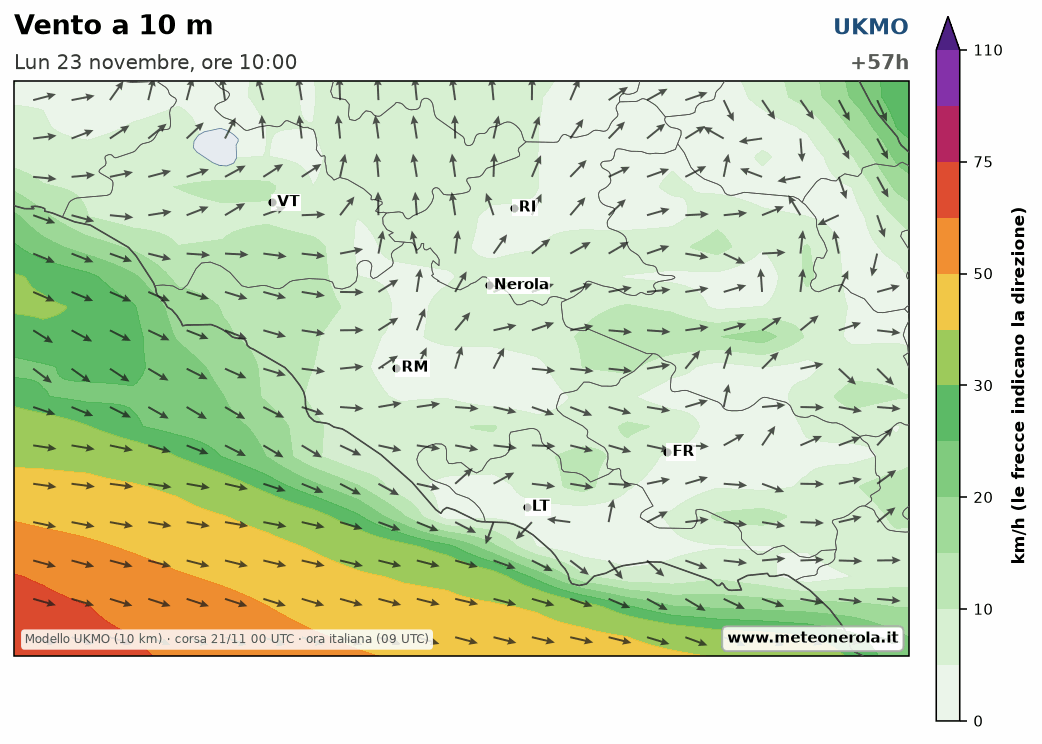 Vento a 10 m
UKMO
Lun 23 novembre, ore 10:00
+57h
VT
RI
Nerola
RM
FR
LT
Modello UKMO (10 km) · corsa 21/11 00 UTC · ora italiana (09 UTC)
www.meteonerola.it
110
75
50
30
20
10
0
km/h (le frecce indicano la direzione)